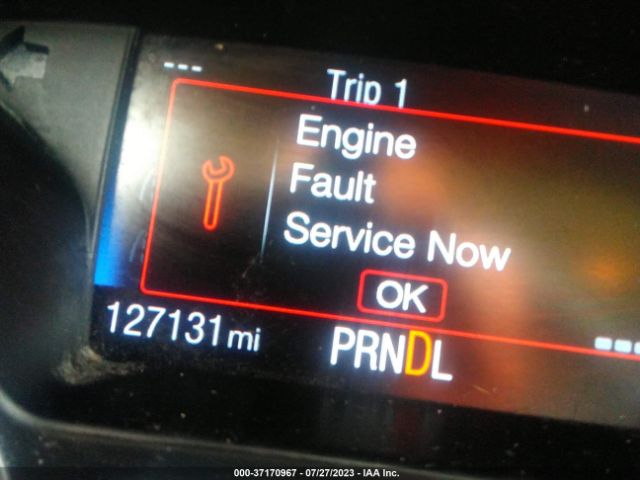 ---
Trip 1
Engine
Fault
Service Now
OK
127131 mi
---
PRNDL
000-37170967 - 07/27/2023 - IAA Inc.